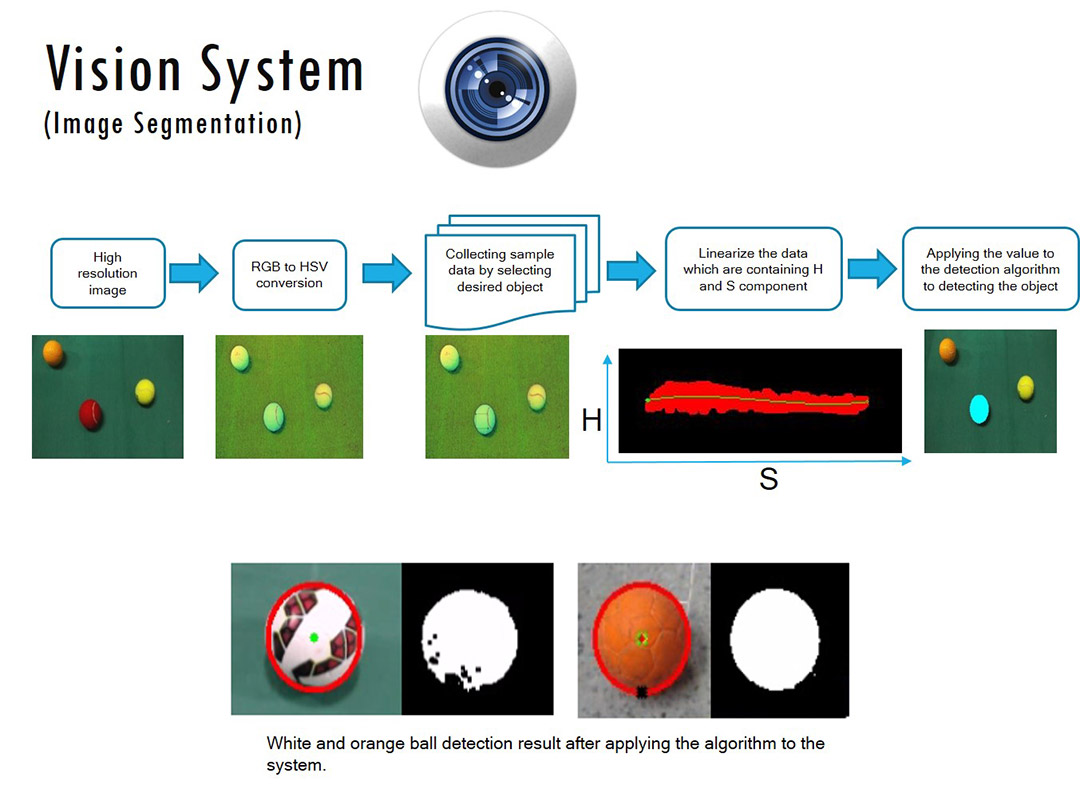 Vision System
(Image Segmentation)
High
resolution
image
RGB to HSV
conversion
Collecting sample
data by selecting
desired object
Linearize the data
which are containing H
and S component
Applying the value to
the detection algorithm
to detecting the object
H
S
White and orange ball detection result after applying the algorithm to the
system.